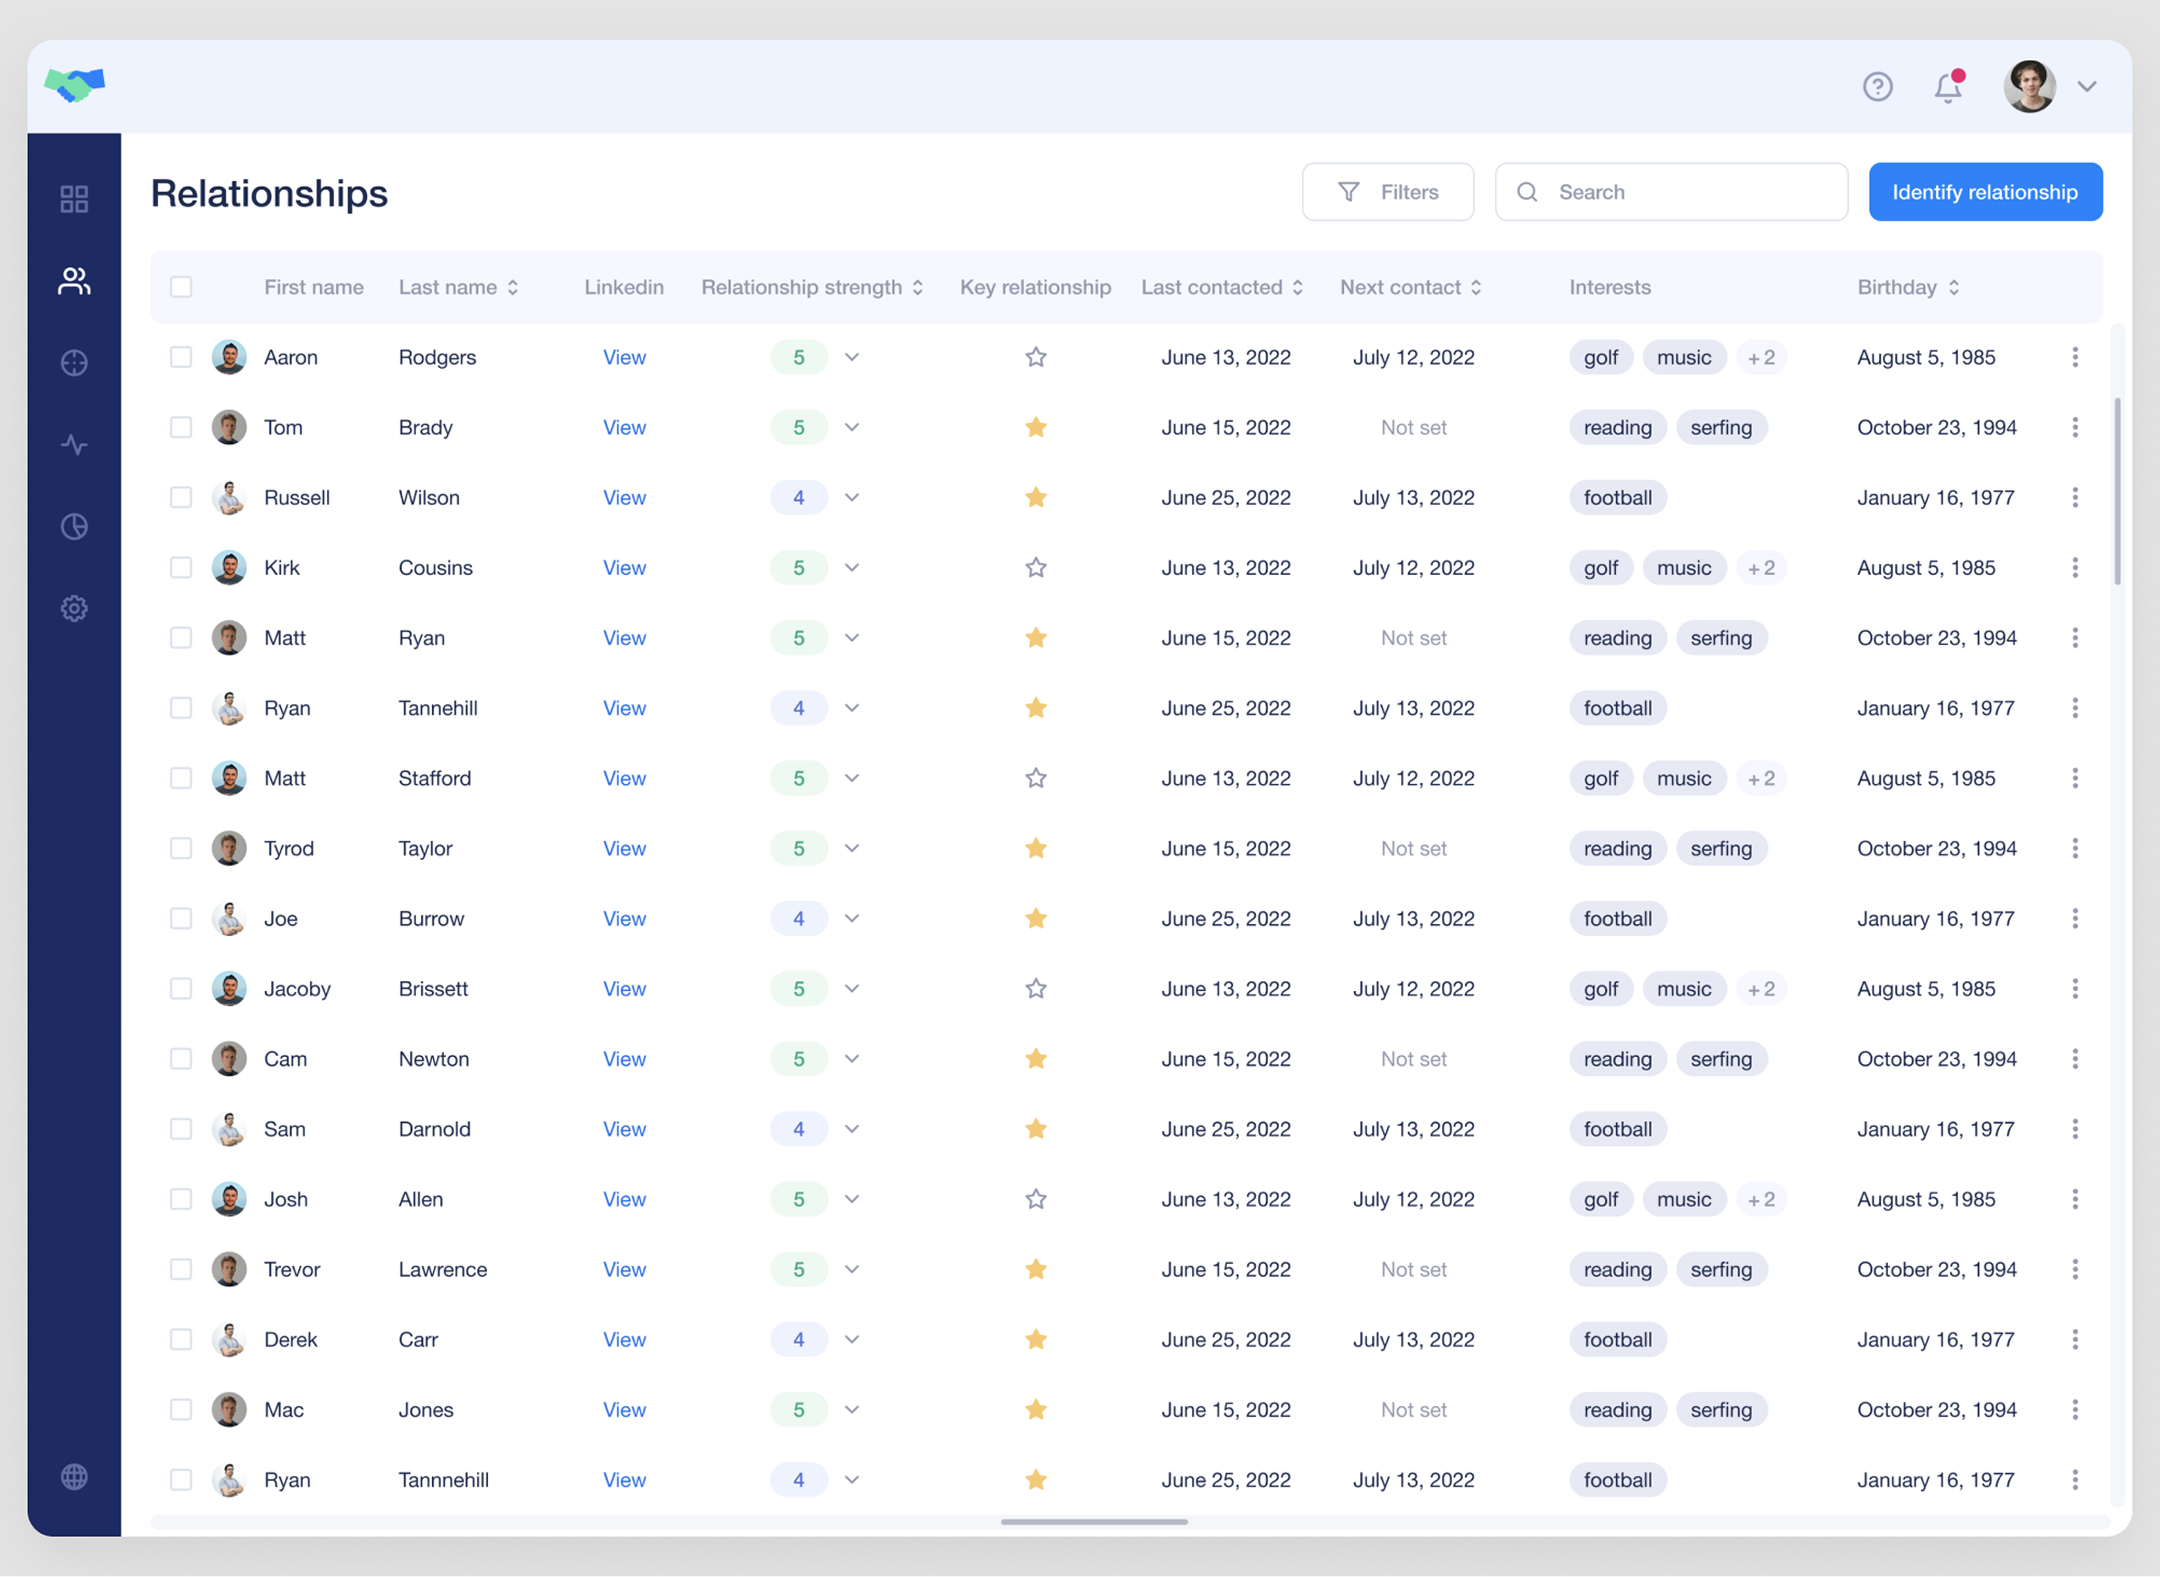 ?
Relationships Filters Search Identify relationship
First name Last name Linkedin Relationship strength Key relationship Last contacted Next contact Interests Birthday
Aaron Rodgers View 5 June 13, 2022 July 12, 2022 golf music + 2 August 5, 1985
Tom Brady View 5 June 15, 2022 Not set reading serfing October 23, 1994
Russell Wilson View 4 June 25, 2022 July 13, 2022 football January 16, 1977
Kirk Cousins View 5 June 13, 2022 July 12, 2022 golf music + 2 August 5, 1985
Matt Ryan View 5 June 15, 2022 Not set reading serfing October 23, 1994
Ryan Tannehill View 4 June 25, 2022 July 13, 2022 football January 16, 1977
Matt Stafford View 5 June 13, 2022 July 12, 2022 golf music + 2 August 5, 1985
Tyrod Taylor View 5 June 15, 2022 Not set reading serfing October 23, 1994
Joe Burrow View 4 June 25, 2022 July 13, 2022 football January 16, 1977
Jacoby Brissett View 5 June 13, 2022 July 12, 2022 golf music + 2 August 5, 1985
Cam Newton View 5 June 15, 2022 Not set reading serfing October 23, 1994
Sam Darnold View 4 June 25, 2022 July 13, 2022 football January 16, 1977
Josh Allen View 5 June 13, 2022 July 12, 2022 golf music + 2 August 5, 1985
Trevor Lawrence View 5 June 15, 2022 Not set reading serfing October 23, 1994
Derek Carr View 4 June 25, 2022 July 13, 2022 football January 16, 1977
Mac Jones View 5 June 15, 2022 Not set reading serfing October 23, 1994
Ryan Tannnehill View 4 June 25, 2022 July 13, 2022 football January 16, 1977